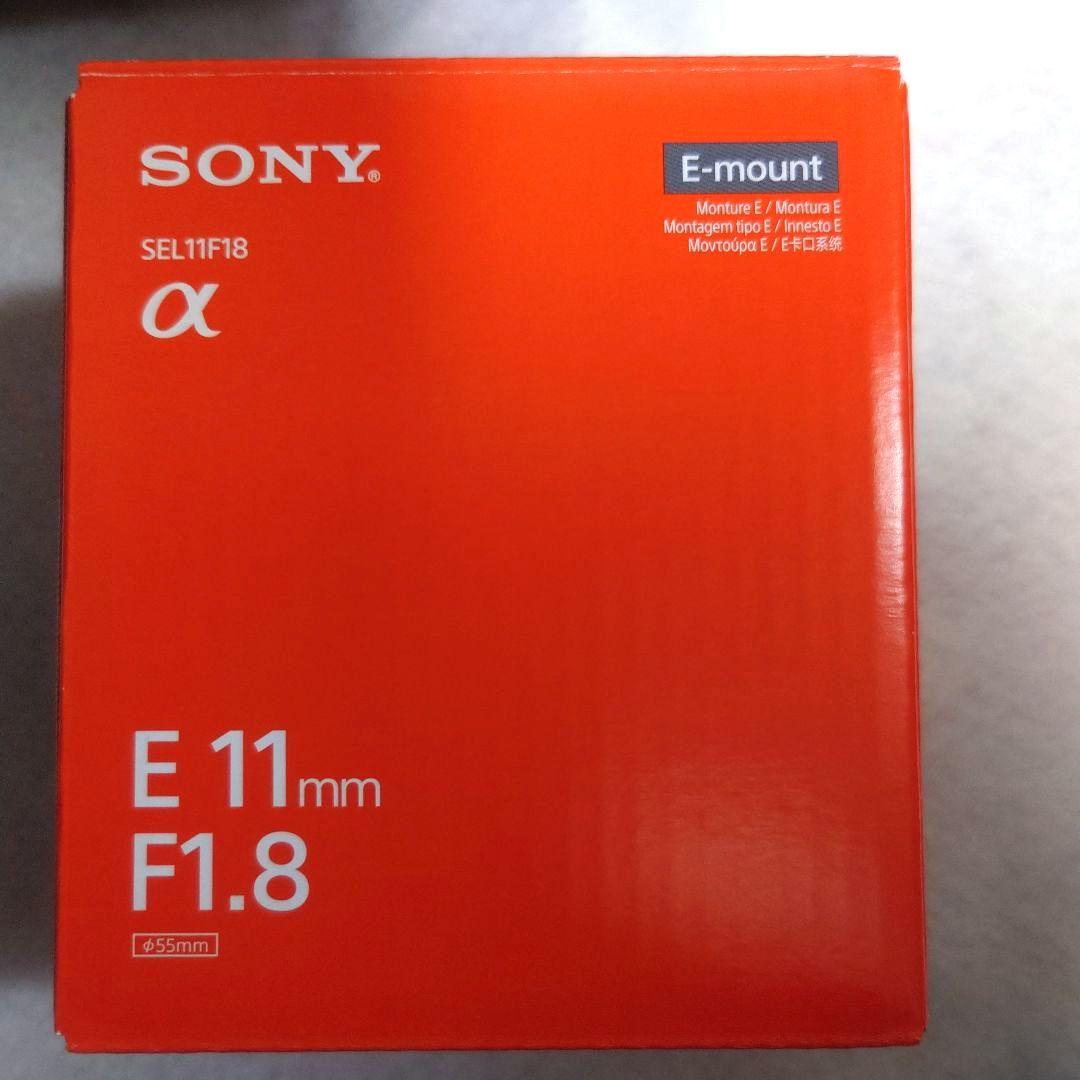 SONY®
SEL11F18
α
E-mount
Monture E / Montura E
Montagem tipo E / Innesto E
Μοντούρα E / E卡口系统
E 11mm
F1.8
ϕ55mm